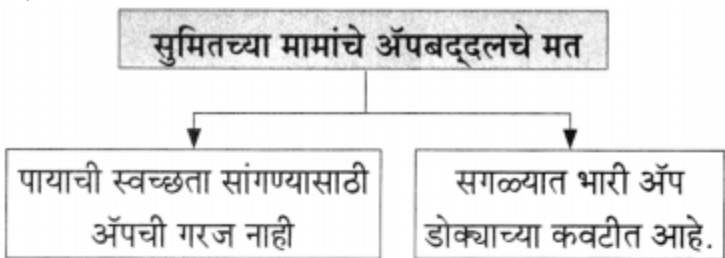 सुमितच्या मामांचे ॲपबद्दलचे मत
पायाची स्वच्छता सांगण्यासाठी
ॲपची गरज नाही
सगळ्यात भारी ॲप
डोक्याच्या कवटीत आहे.